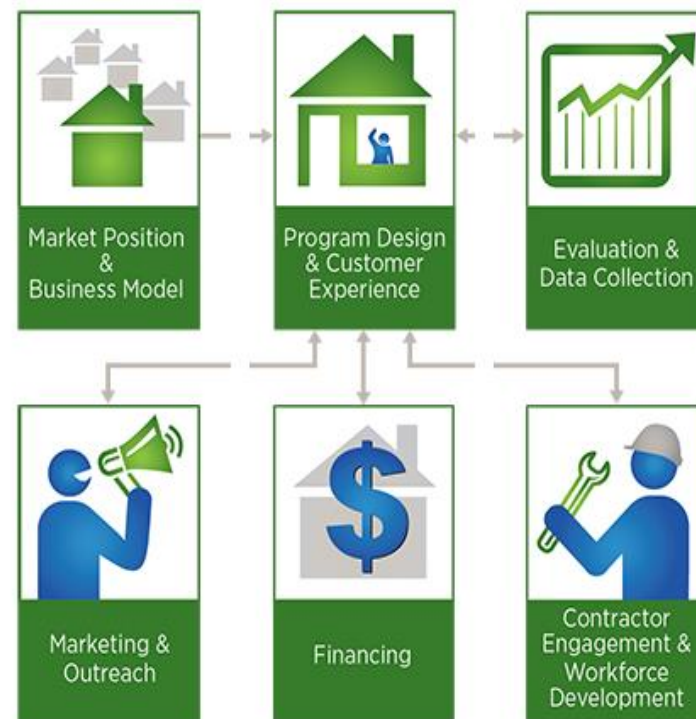 Market Position
&
Business Model
Program Design
& Customer
Experience
Evaluation &
Data Collection
Marketing &
Outreach
$
Financing
Contractor
Engagement &
Workforce
Development